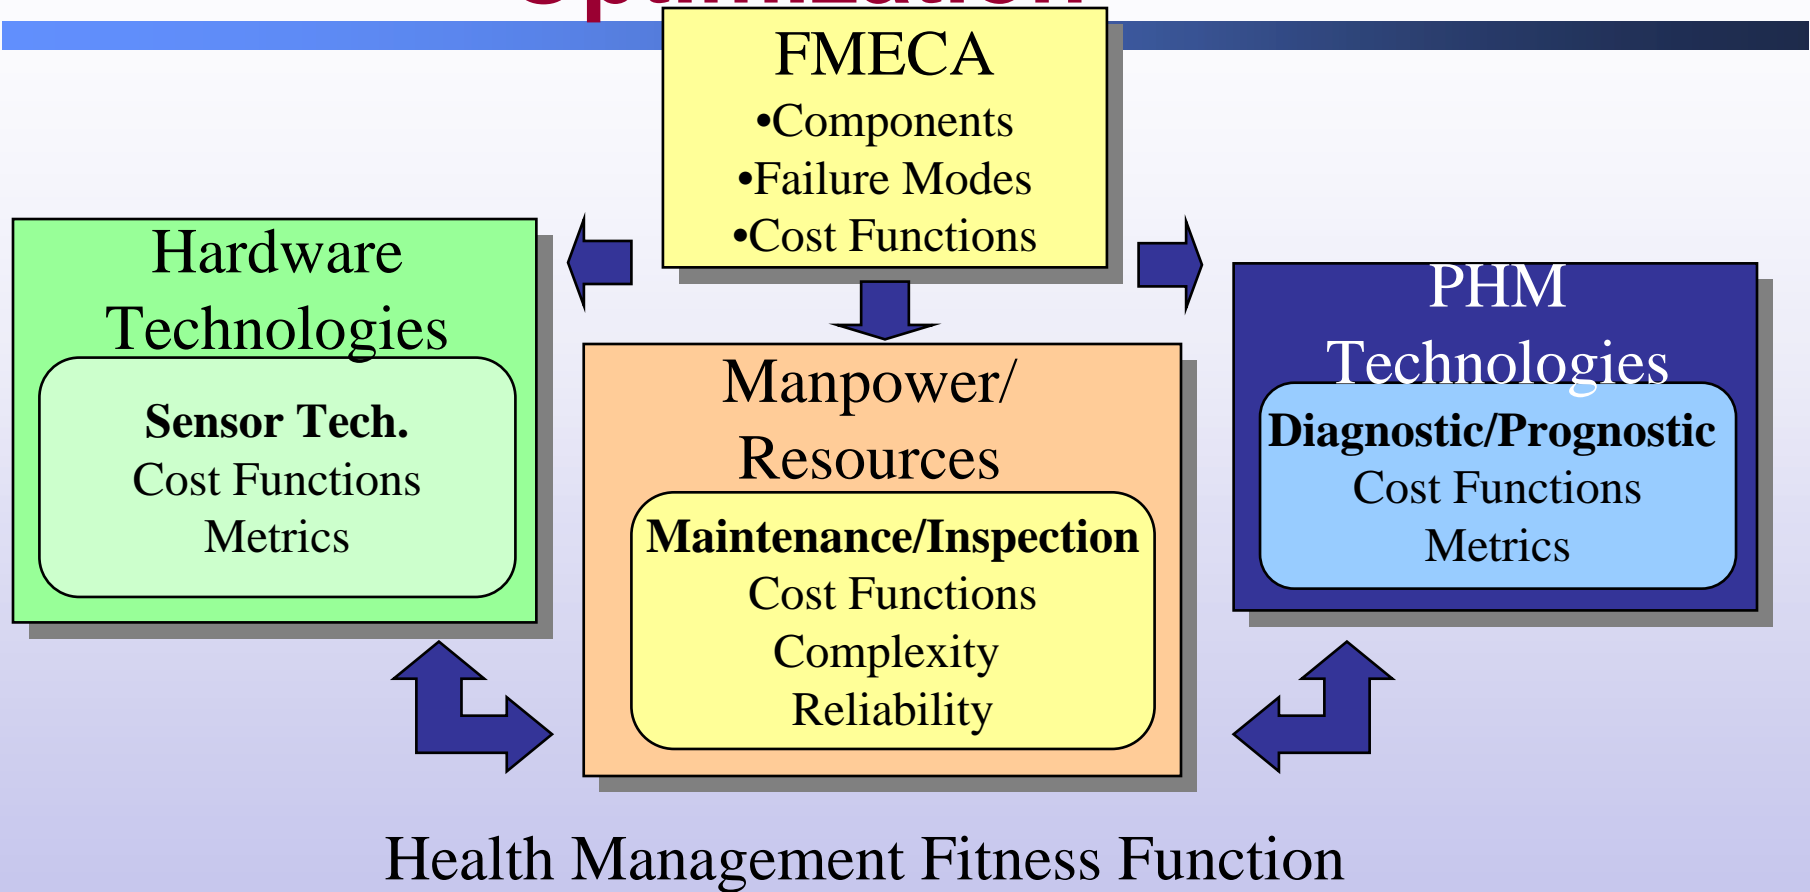 Optimization
FMECA
•Components
•Failure Modes
•Cost Functions
Hardware
Technologies
Sensor Tech.
Cost Functions
Metrics
Manpower/
Resources
Maintenance/Inspection
Cost Functions
Complexity
Reliability
PHM
Technologies
Diagnostic/Prognostic
Cost Functions
Metrics
Health Management Fitness Function